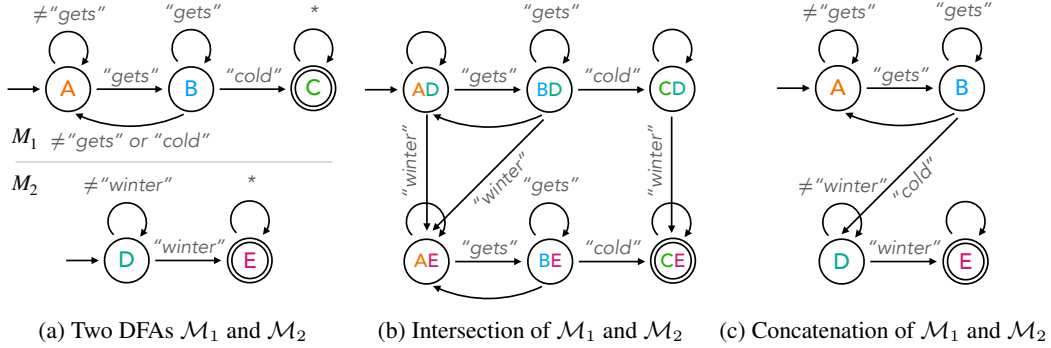 ≠"gets" "gets" *
A "gets" B "cold" C
M1 ≠"gets" or "cold"
M2 ≠"winter" *
D "winter" E
(a) Two DFAs M1 and M2
"gets"
AD "gets" BD "cold" CD
"winter" "winter" "winter"
"gets"
AE "gets" BE "cold" CE
(b) Intersection of M1 and M2
≠"gets" "gets"
A "gets" B
≠"winter" "cold"
D "winter" E
(c) Concatenation of M1 and M2